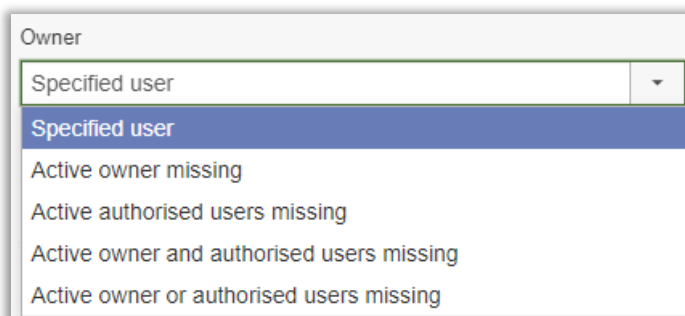 Owner
Specified user
Specified user
Active owner missing
Active authorised users missing
Active owner and authorised users missing
Active owner or authorised users missing